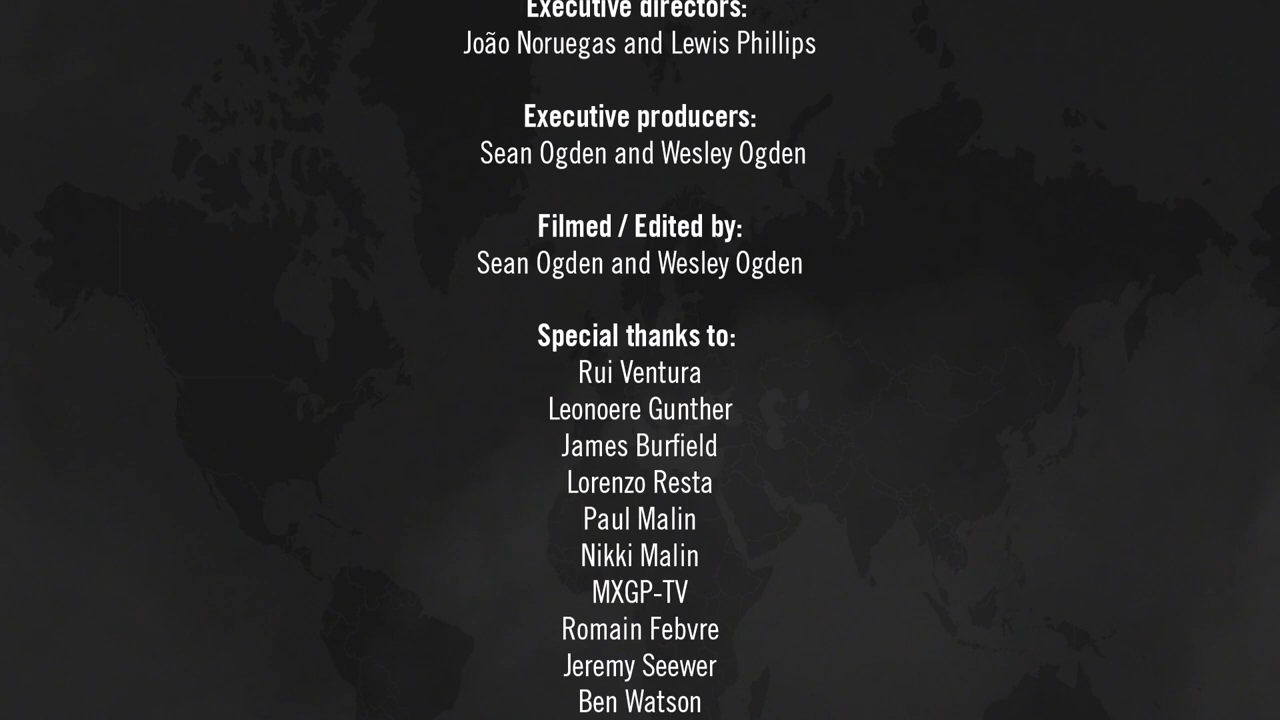 Executive directors:
João Noruegas and Lewis Phillips
Executive producers:
Sean Ogden and Wesley Ogden
Filmed / Edited by:
Sean Ogden and Wesley Ogden
Special thanks to:
Rui Ventura
Leonoere Gunther
James Burfield
Lorenzo Resta
Paul Malin
Nikki Malin
MXGP-TV
Romain Febvre
Jeremy Seewer
Ben Watson